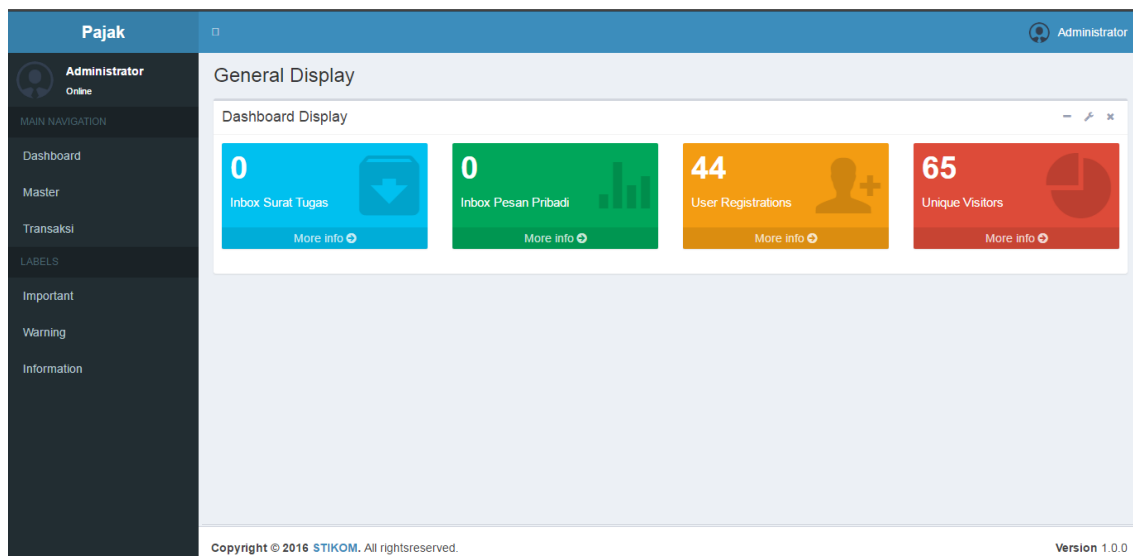 Pajak
Administrator
Administrator
Online
MAIN NAVIGATION
Dashboard
Master
Transaksi
LABELS
Important
Warning
Information
General Display
Dashboard Display
0
Inbox Surat Tugas
More info
0
Inbox Pesan Pribadi
More info
44
User Registrations
More info
65
Unique Visitors
More info
Copyright © 2016 STIKOM. All rightsreserved.
Version 1.0.0